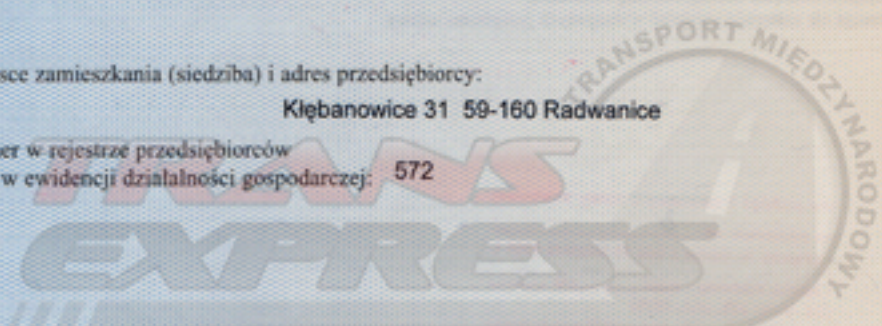 TRANSPORT MIĘDZYNARODOWY
sce zamieszkania (siedziba) i adres przedsiębiorcy:
Kłębanowice 31 59-160 Radwanice
er w rejestrze przedsiębiorców
w ewidencji działalności gospodarczej: 572
TRANS
EXPRESS